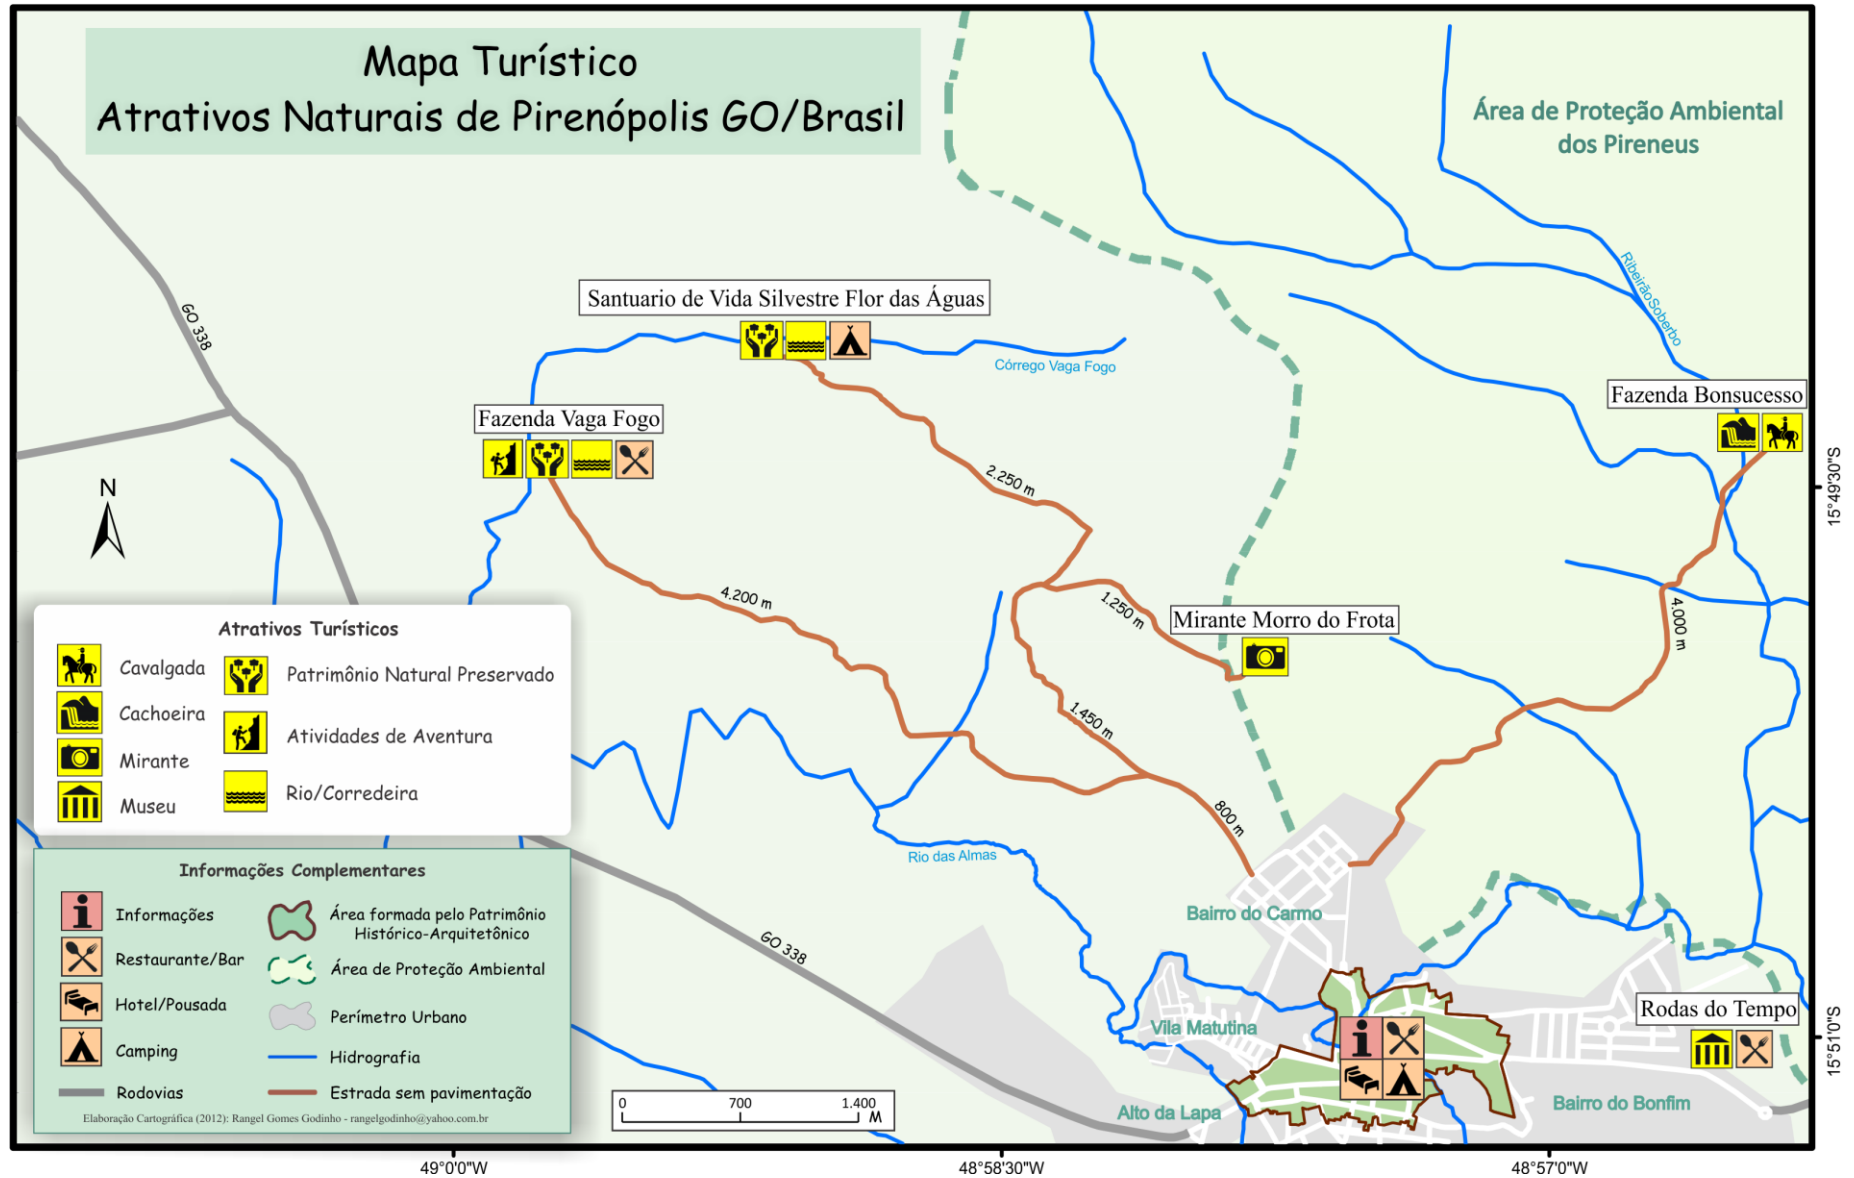 Mapa Turístico
Atrativos Naturais de Pirenópolis GO/Brasil
Área de Proteção Ambiental
dos Pireneus
GO 338
Santuario de Vida Silvestre Flor das Águas
Córrego Vaga Fogo
Ribeirão Soberbo
Fazenda Bonsucesso
Fazenda Vaga Fogo
2.250 m
15°49'30"S
N
4.200 m
1.250 m
Mirante Morro do Frota
4.000 m
1.450 m
800 m
Atrativos Turísticos
Cavalgada
Cachoeira
Mirante
Museu
Patrimônio Natural Preservado
Atividades de Aventura
Rio/Corredeira
Rio das Almas
GO 338
Bairro do Carmo
Vila Matutina
Rodas do Tempo
Alto da Lapa
Bairro do Bonfim
15°51'0"S
Informações Complementares
Informações
Restaurante/Bar
Hotel/Pousada
Camping
Rodovias
Área formada pelo Patrimônio
Histórico-Arquitetônico
Área de Proteção Ambiental
Perímetro Urbano
Hidrografia
Estrada sem pavimentação
Elaboração Cartográfica (2012): Rangel Gomes Godinho - rangelgodinho@yahoo.com.br
0 700 1.400
M
49°0'0"W
48°58'30"W
48°57'0"W